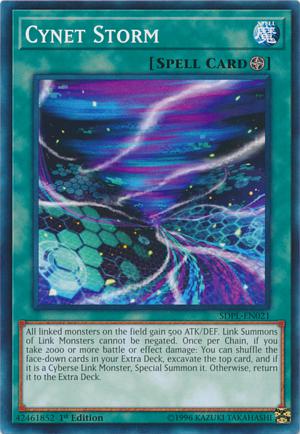 CYNET STORM
SPELL
[SPELL CARD]
SDPL-EN021
All linked monsters on the field gain 500 ATK/DEF. Link Summons
of Link Monsters cannot be negated. Once per Chain, if you
take 2000 or more battle or effect damage: You can shuffle the
face-down cards in your Extra Deck, excavate the top card, and if
it is a Cyberse Link Monster, Special Summon it. Otherwise, return
it to the Extra Deck.
42461852 1st Edition ©1996 KAZUKI TAKAHASHI